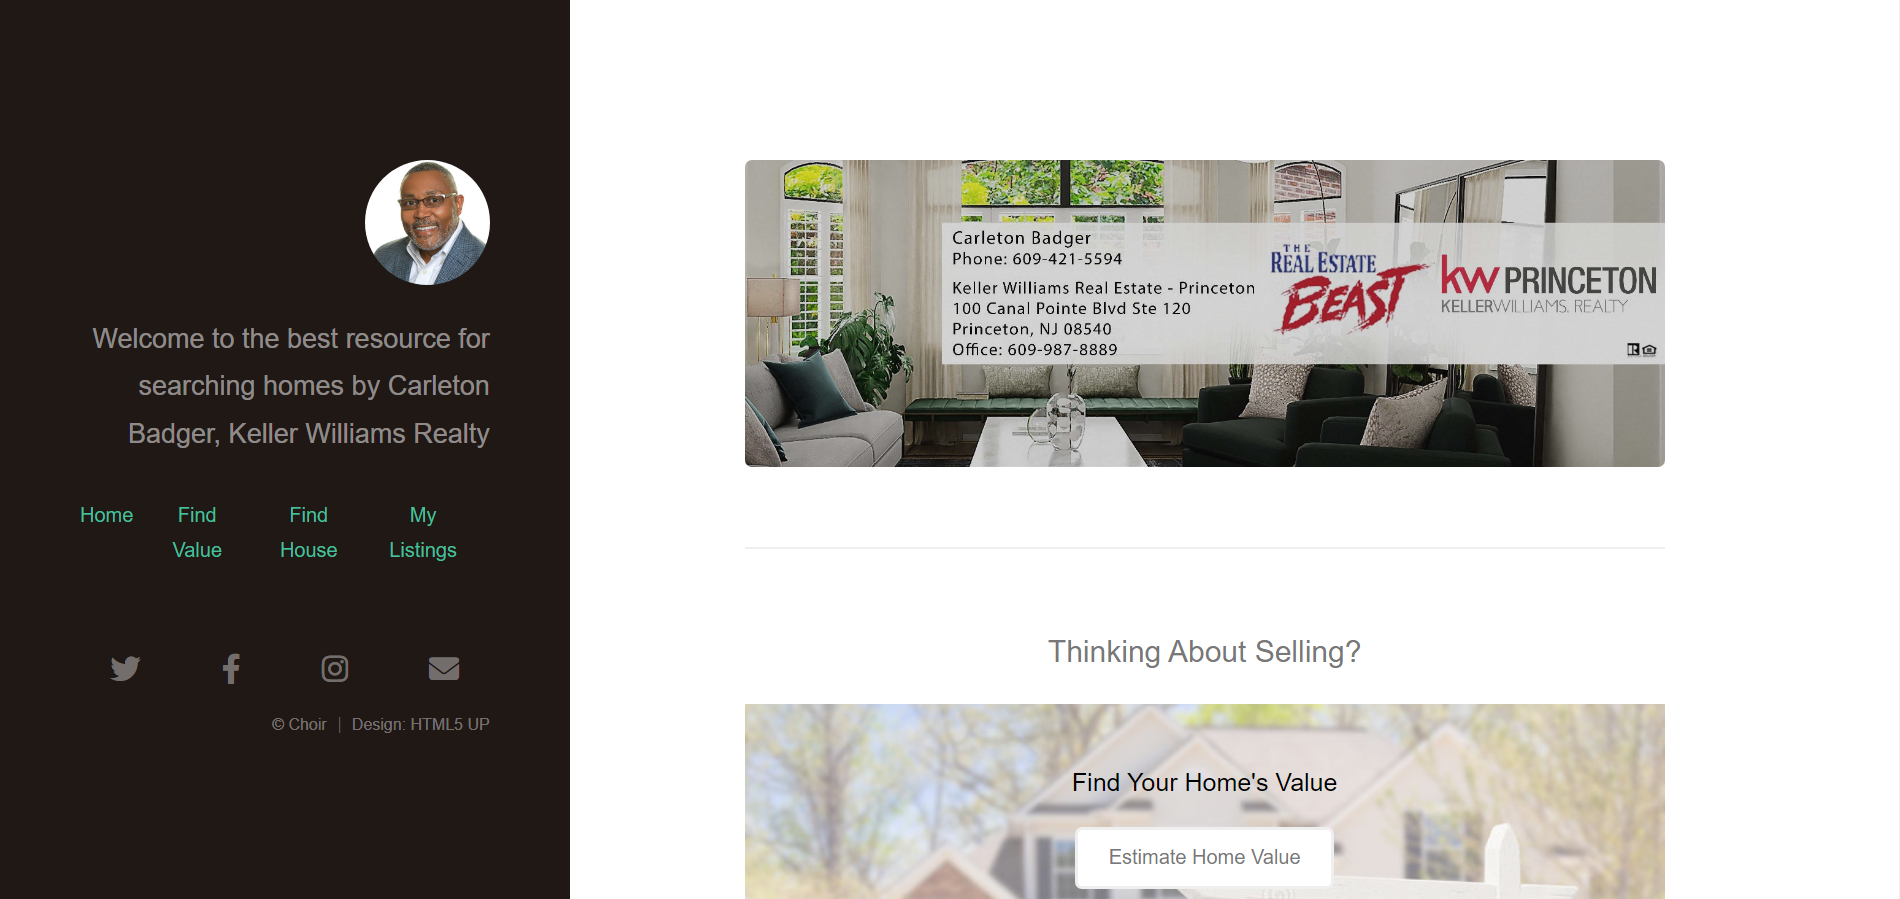 Welcome to the best resource for
searching homes by Carleton
Badger, Keller Williams Realty
Home
Find
Value
Find
House
My
Listings
© Choir | Design: HTML5 UP
Carleton Badger
Phone: 609-421-5594
Keller Williams Real Estate - Princeton
100 Canal Pointe Blvd Ste 120
Princeton, NJ 08540
Office: 609-987-8889
THE
REAL ESTATE
BEAST
kw PRINCETON
KELLERWILLIAMS. REALTY
Thinking About Selling?
Find Your Home's Value
Estimate Home Value